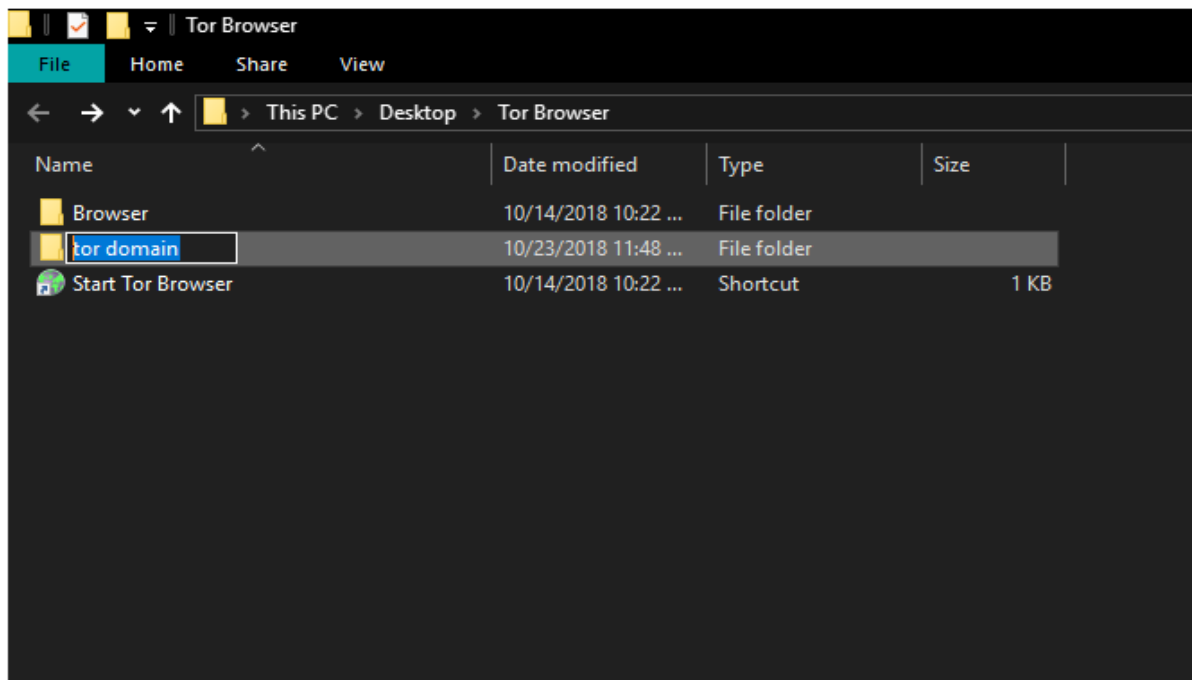 Tor Browser
File Home Share View
This PC > Desktop > Tor Browser
Name Date modified Type Size
Browser 10/14/2018 10:22 ... File folder
tor domain 10/23/2018 11:48 ... File folder
Start Tor Browser 10/14/2018 10:22 ... Shortcut 1 KB